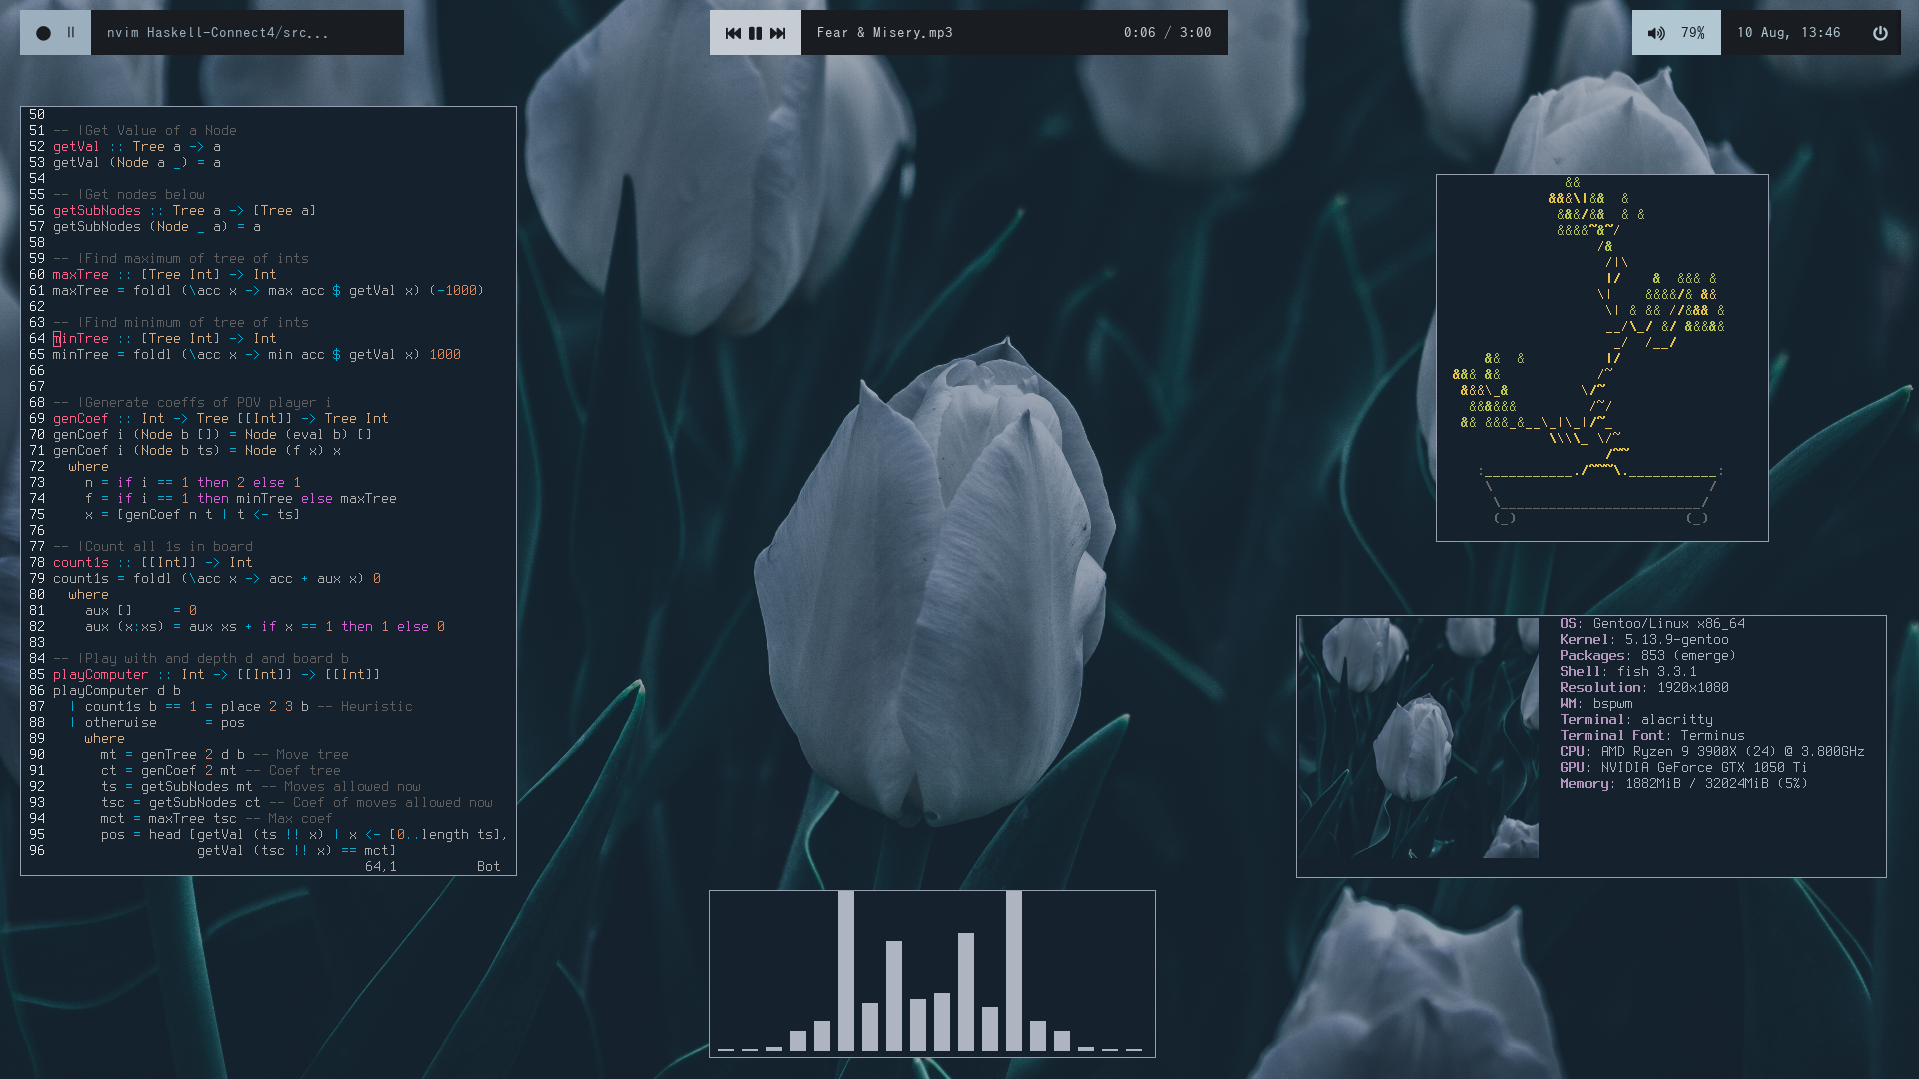 nvim Haskell-Connect4/src...
Fear & Misery.mp3
0:06 / 3:00
79%
10 Aug, 13:46
50
51 -- |Get Value of a Node
52 getVal :: Tree a -> a
53 getVal (Node a _) = a
54
55 -- |Get nodes below
56 getSubNodes :: Tree a -> [Tree a]
57 getSubNodes (Node _ a) = a
58
59 -- |Find maximum of tree of ints
60 maxTree :: [Tree Int] -> Int
61 maxTree = foldl (\acc x -> max acc $ getVal x) (-1000)
62
63 -- |Find minimum of tree of ints
64 minTree :: [Tree Int] -> Int
65 minTree = foldl (\acc x -> min acc $ getVal x) 1000
66
67
68 -- |Generate coeffs of POV player i
69 genCoef :: Int -> Tree [[Int]] -> Tree Int
70 genCoef i (Node b []) = Node (eval b) []
71 genCoef i (Node b ts) = Node (f x) x
72   where
73     n = if i == 1 then 2 else 1
74     f = if i == 1 then minTree else maxTree
75     x = [genCoef n t | t <- ts]
76
77 -- |Count all 1s in board
78 count1s :: [[Int]] -> Int
79 count1s = foldl (\acc x -> acc + aux x) 0
80   where
81     aux []     = 0
82     aux (x:xs) = aux xs + if x == 1 then 1 else 0
83
84 -- |Play with and depth d and board b
85 playComputer :: Int -> [[Int]] -> [[Int]]
86 playComputer d b
87   | count1s b == 1 = place 2 3 b -- Heuristic
88   | otherwise      = pos
89     where
90       mt = genTree 2 d b -- Move tree
91       ct = genCoef 2 mt -- Coef tree
92       ts = getSubNodes mt -- Moves allowed now
93       tsc = getSubNodes ct -- Coef of moves allowed now
94       mct = maxTree tsc -- Max coef
95       pos = head [getVal (ts !! x) | x <- [0..length ts],
96                   getVal (tsc !! x) == mct]
64,1          Bot
OS: Gentoo/Linux x86_64
Kernel: 5.13.9-gentoo
Packages: 853 (emerge)
Shell: fish 3.3.1
Resolution: 1920x1080
WM: bspwm
Terminal: alacritty
Terminal Font: Terminus
CPU: AMD Ryzen 9 3900X (24) @ 3.800GHz
GPU: NVIDIA GeForce GTX 1050 Ti
Memory: 1882MiB / 32024MiB (5%)